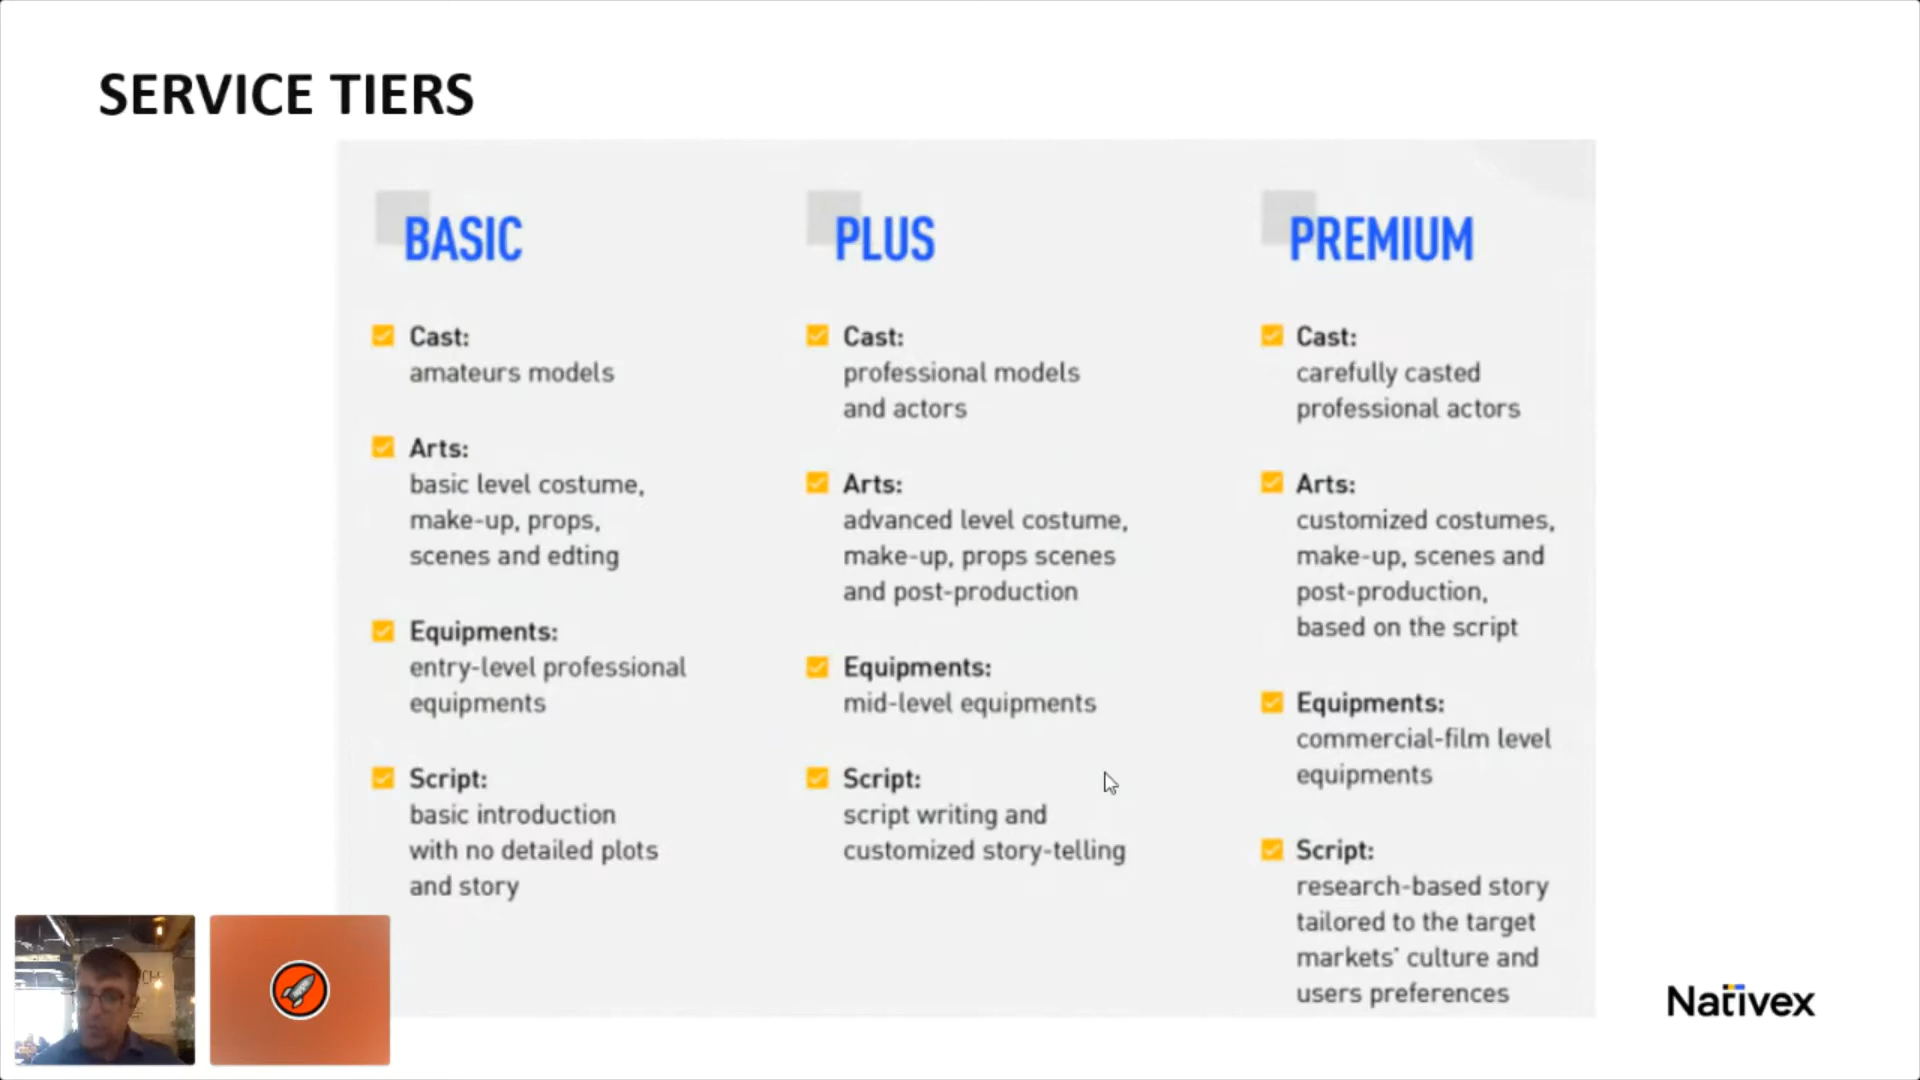 SERVICE TIERS
BASIC
Cast:
amateurs models
Arts:
basic level costume,
make-up, props,
scenes and edting
Equipments:
entry-level professional
equipments
Script:
basic introduction
with no detailed plots
and story
PLUS
Cast:
professional models
and actors
Arts:
advanced level costume,
make-up, props scenes
and post-production
Equipments:
mid-level equipments
Script:
script writing and
customized story-telling
PREMIUM
Cast:
carefully casted
professional actors
Arts:
customized costumes,
make-up, scenes and
post-production,
based on the script
Equipments:
commercial-film level
equipments
Script:
research-based story
tailored to the target
markets' culture and
users preferences
Nativex